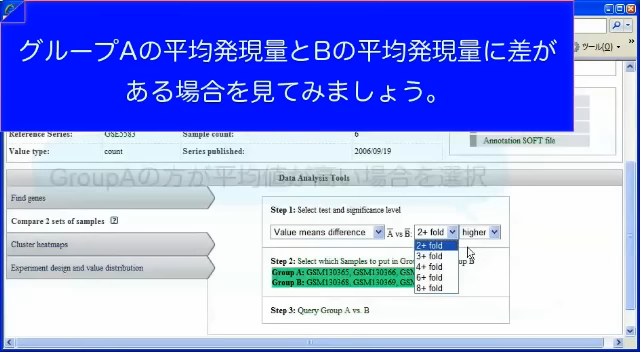 グループAの平均発現量とBの平均発現量に差が
ある場合を見てみましょう。
ツール(O)
Reference Series: GSE5583 Sample count: 6
Annotation SOFT file
Value type: count Series published: 2006/09/19
GroupAの方が平均値が高い場合を選択
Data Analysis Tools
Find genes
Compare 2 sets of samples [?]
Cluster heatmaps
Experiment design and value distribution
Step 1: Select test and significance level
Value means difference A vs B: 2+ fold higher
2+ fold
3+ fold
4+ fold
6+ fold
8+ fold
Step 2: Select which Samples to put in Gro p B
Group A: GSM130365, GSM130366, GS
Group B: GSM130368, GSM130369, GS
Step 3: Query Group A vs. B